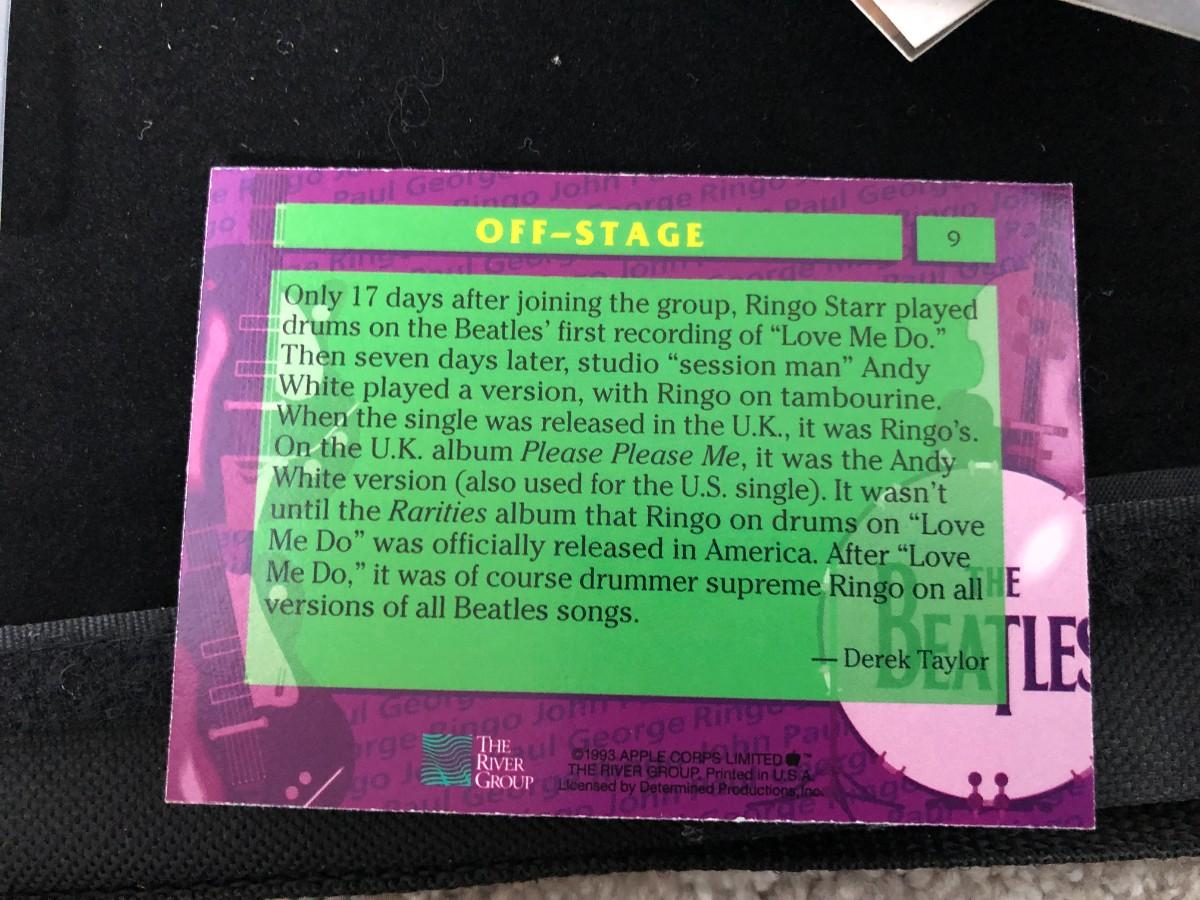 OFF-STAGE
9
Only 17 days after joining the group, Ringo Starr played
drums on the Beatles' first recording of "Love Me Do."
Then seven days later, studio "session man" Andy
White played a version, with Ringo on tambourine.
When the single was released in the U.K., it was Ringo's.
On the U.K. album Please Please Me, it was the Andy
White version (also used for the U.S. single). It wasn't
until the Rarities album that Ringo on drums on "Love
Me Do" was officially released in America. After "Love
Me Do," it was of course drummer supreme Ringo on all
versions of all Beatles songs.
— Derek Taylor
THE
BEATLES
THE
RIVER
GROUP
©1993 APPLE CORPS LIMITED ™
THE RIVER GROUP, Printed in U.S.A.
Licensed by Determined Productions, Inc.